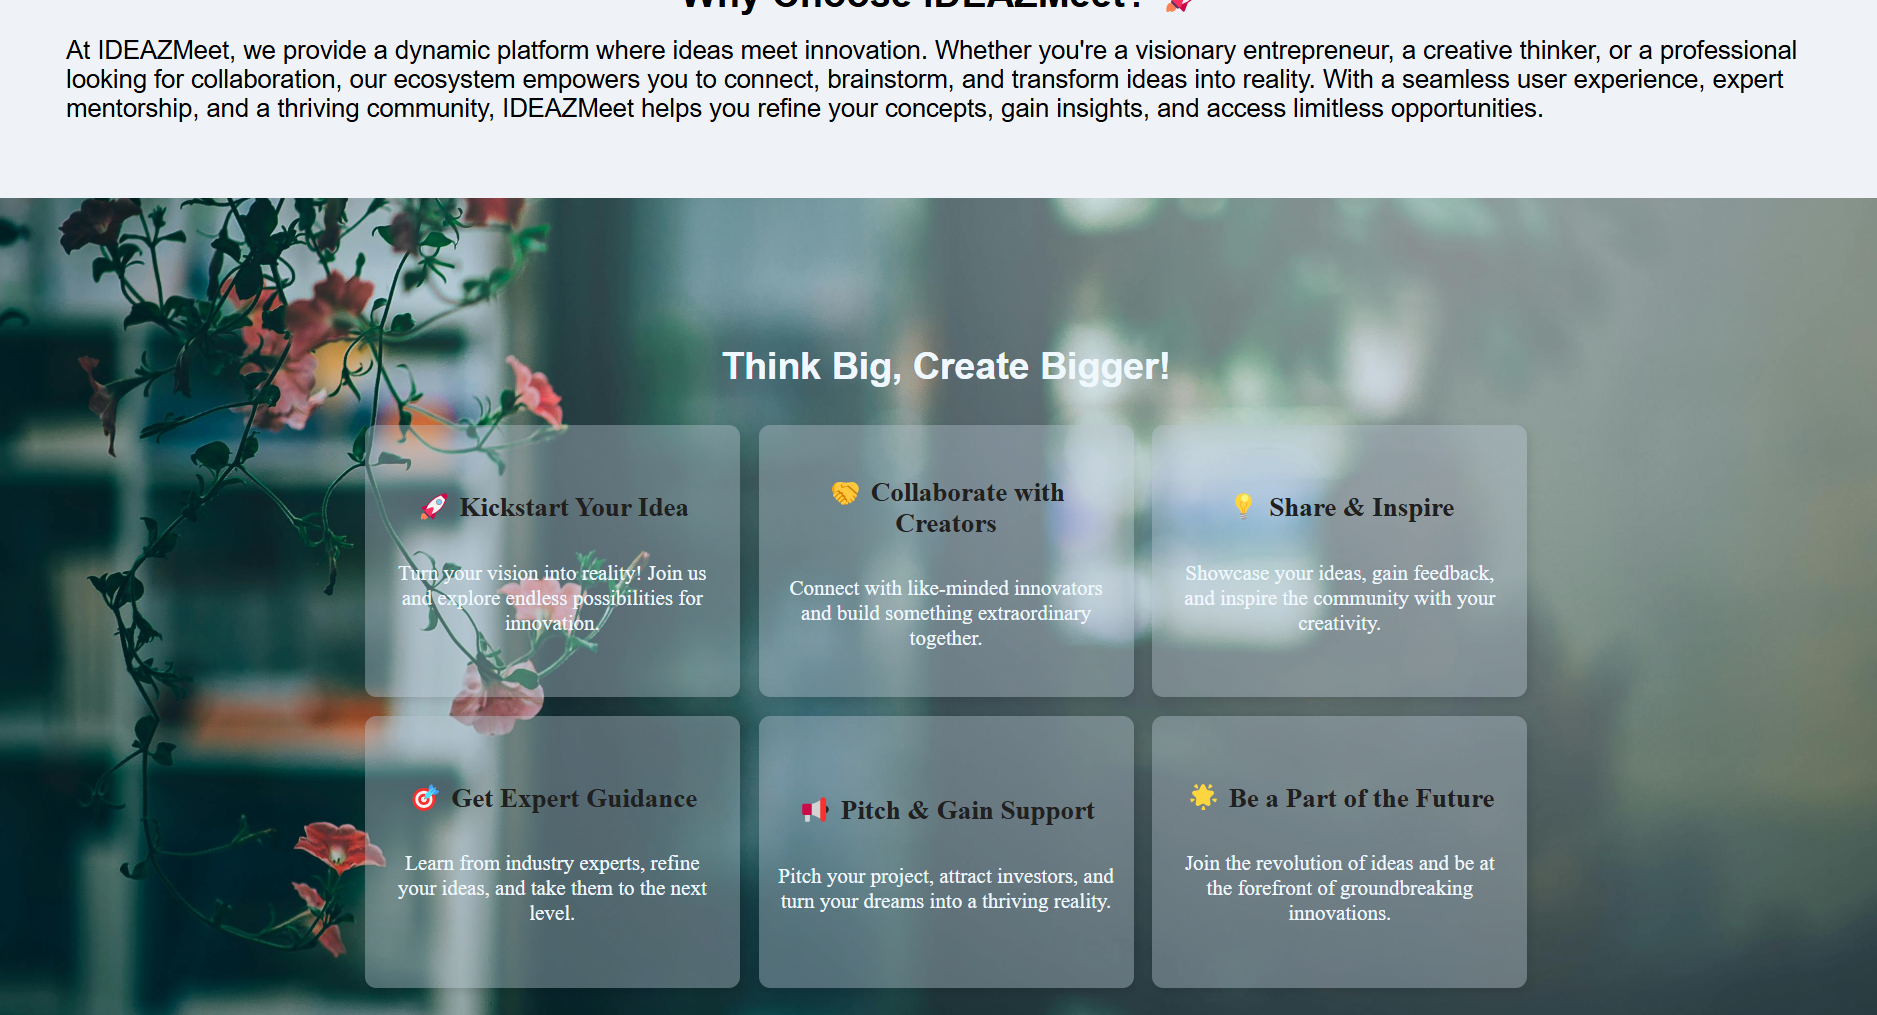 Why Choose IDEAZMeet? 🚀
At IDEAZMeet, we provide a dynamic platform where ideas meet innovation. Whether you're a visionary entrepreneur, a creative thinker, or a professional
looking for collaboration, our ecosystem empowers you to connect, brainstorm, and transform ideas into reality. With a seamless user experience, expert
mentorship, and a thriving community, IDEAZMeet helps you refine your concepts, gain insights, and access limitless opportunities.
Think Big, Create Bigger!
🚀 Kickstart Your Idea
Turn your vision into reality! Join us
and explore endless possibilities for
innovation.
🤝 Collaborate with
Creators
Connect with like-minded innovators
and build something extraordinary
together.
💡 Share & Inspire
Showcase your ideas, gain feedback,
and inspire the community with your
creativity.
🎯 Get Expert Guidance
Learn from industry experts, refine
your ideas, and take them to the next
level.
📢 Pitch & Gain Support
Pitch your project, attract investors, and
turn your dreams into a thriving reality.
🌟 Be a Part of the Future
Join the revolution of ideas and be at
the forefront of groundbreaking
innovations.